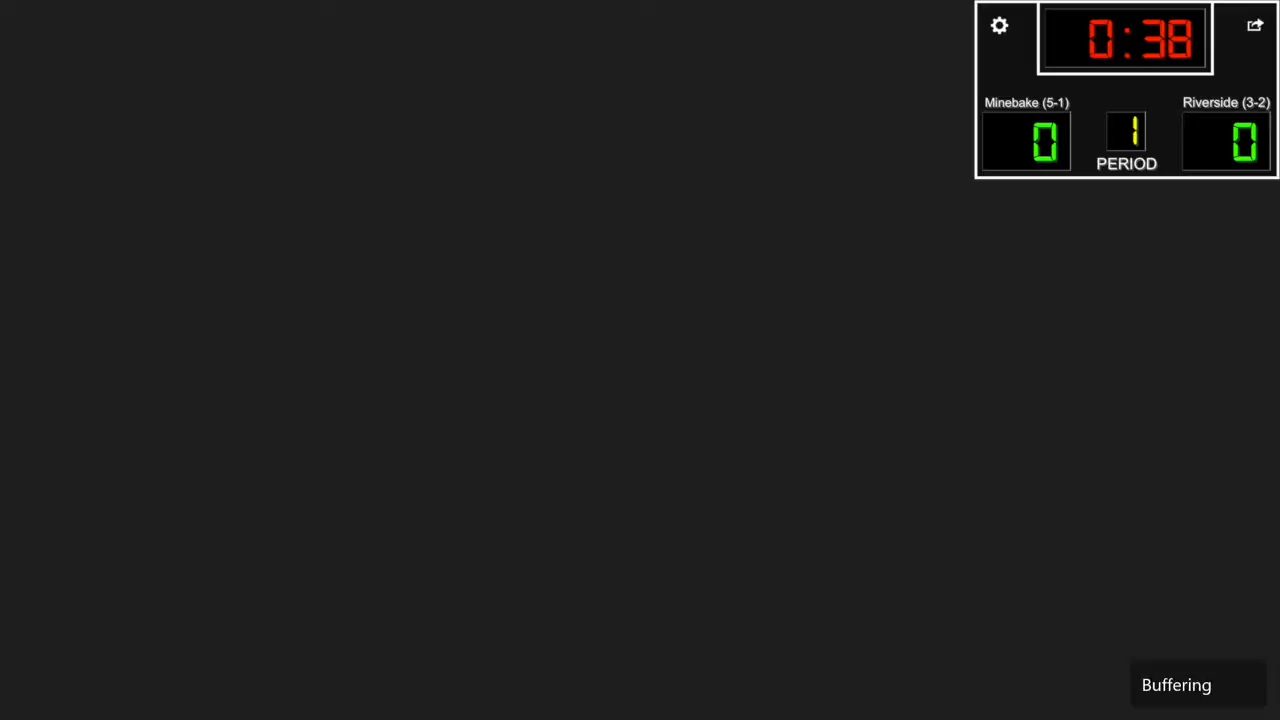 0:38
Minebake (5-1)
Riverside (3-2)
0
1
0
PERIOD
Buffering